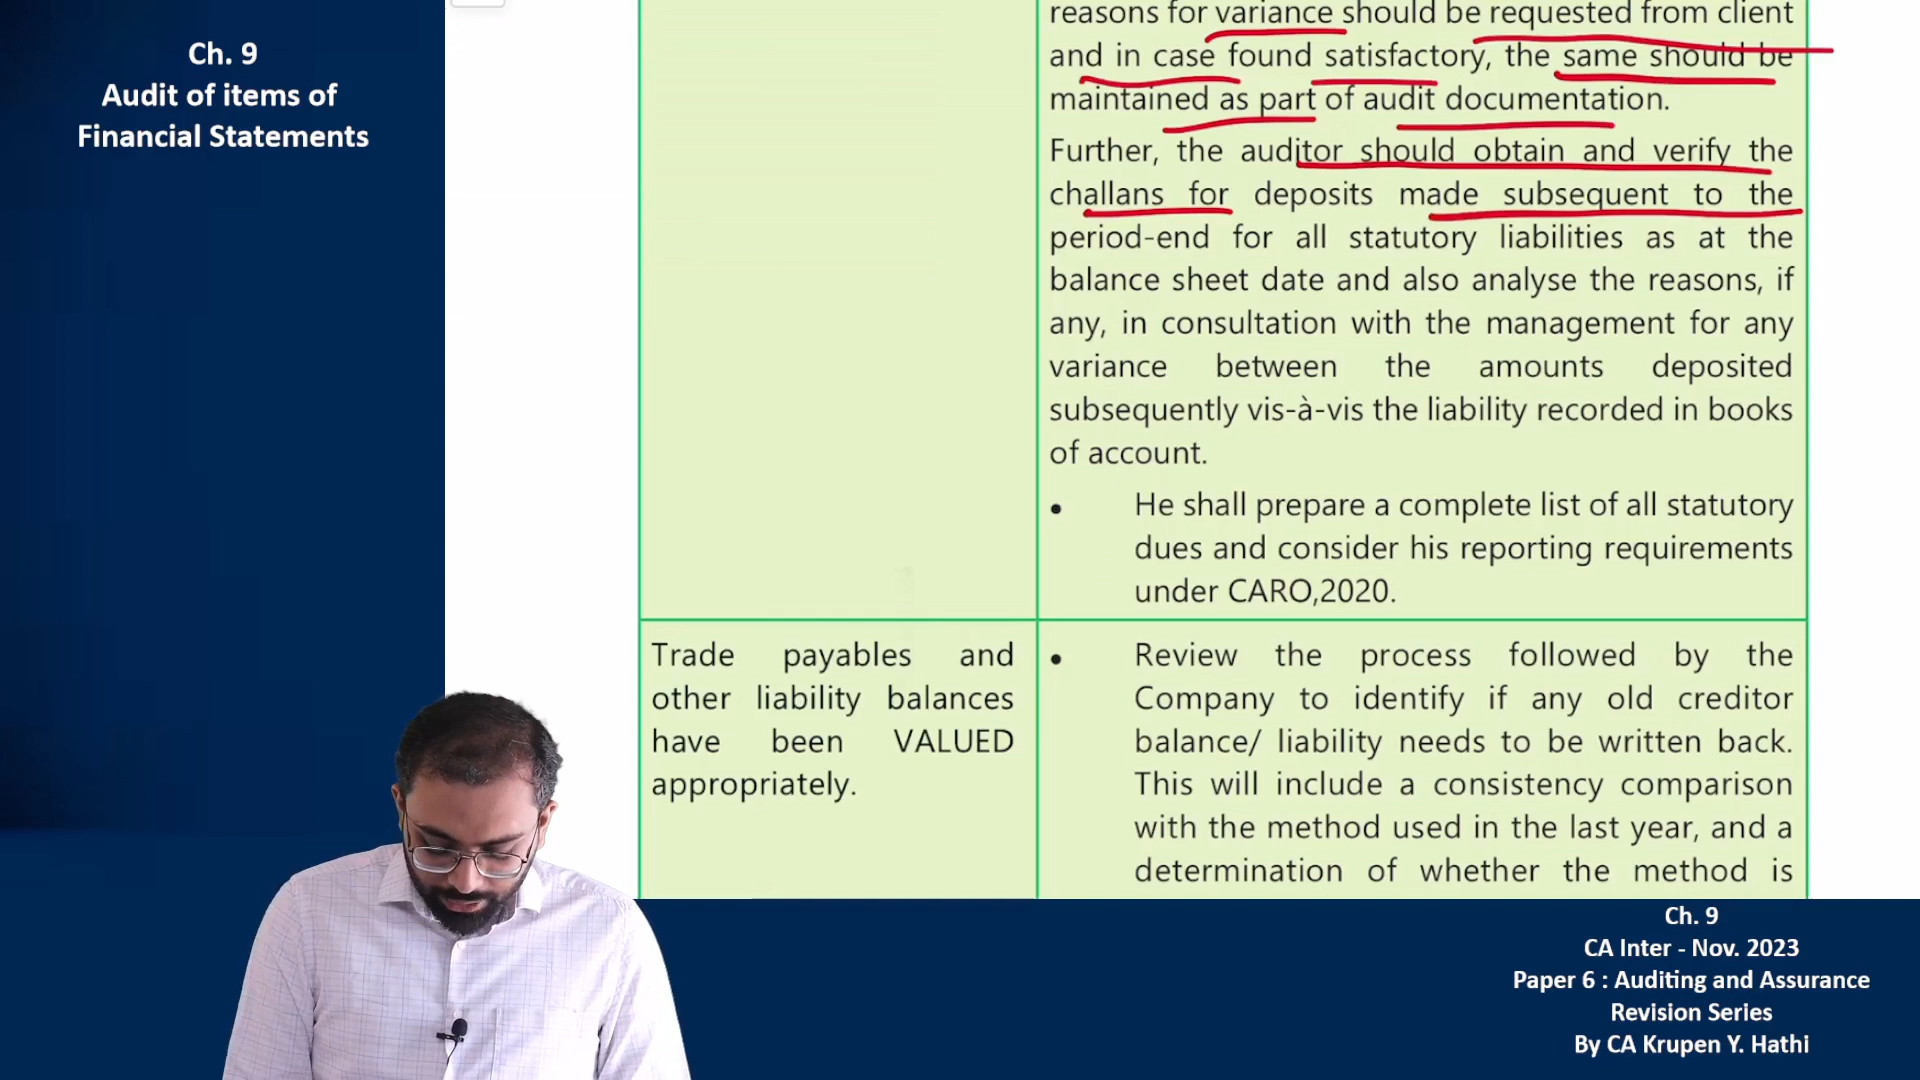 Ch. 9
Audit of items of
Financial Statements
reasons for variance should be requested from client
and in case found satisfactory, the same should be
maintained as part of audit documentation.
Further, the auditor should obtain and verify the
challans for deposits made subsequent to the
period-end for all statutory liabilities as at the
balance sheet date and also analyse the reasons, if
any, in consultation with the management for any
variance between the amounts deposited
subsequently vis-à-vis the liability recorded in books
of account.
• He shall prepare a complete list of all statutory
dues and consider his reporting requirements
under CARO,2020.
Trade payables and
other liability balances
have been VALUED
appropriately.
• Review the process followed by the
Company to identify if any old creditor
balance/ liability needs to be written back.
This will include a consistency comparison
with the method used in the last year, and a
determination of whether the method is
Ch. 9
CA Inter - Nov. 2023
Paper 6 : Auditing and Assurance
Revision Series
By CA Krupen Y. Hathi